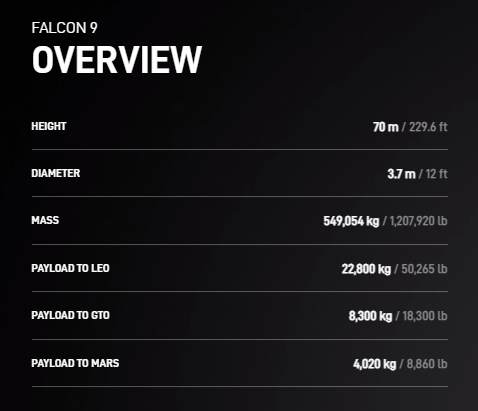 FALCON 9
OVERVIEW
HEIGHT 70 m / 229.6 ft
DIAMETER 3.7 m / 12 ft
MASS 549,054 kg / 1,207,920 lb
PAYLOAD TO LEO 22,800 kg / 50,265 lb
PAYLOAD TO GTO 8,300 kg / 18,300 lb
PAYLOAD TO MARS 4,020 kg / 8,860 lb